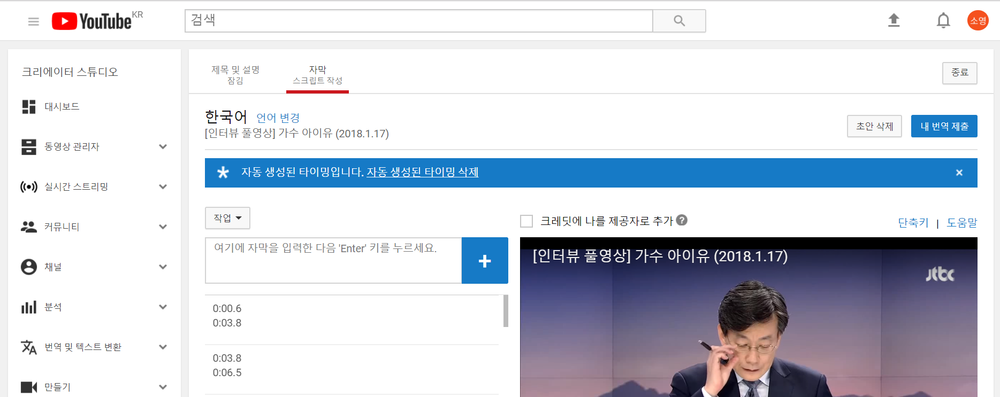 YouTube KR
검색
소영
크리에이터 스튜디오
대시보드
동영상 관리자
실시간 스트리밍
커뮤니티
채널
분석
번역 및 텍스트 변환
만들기
제목 및 설명
잠김
자막
스크립트 작성
종료
한국어 언어 변경
[인터뷰 풀영상] 가수 아이유 (2018.1.17)
초안 삭제
내 번역 제출
자동 생성된 타이밍입니다. 자동 생성된 타이밍 삭제
작업
여기에 자막을 입력한 다음 'Enter' 키를 누르세요.
+
0:00.6
0:03.8
0:03.8
0:06.5
크레딧에 나를 제공자로 추가 ?
단축키 | 도움말
[인터뷰 풀영상] 가수 아이유 (2018.1.17)
jtbc